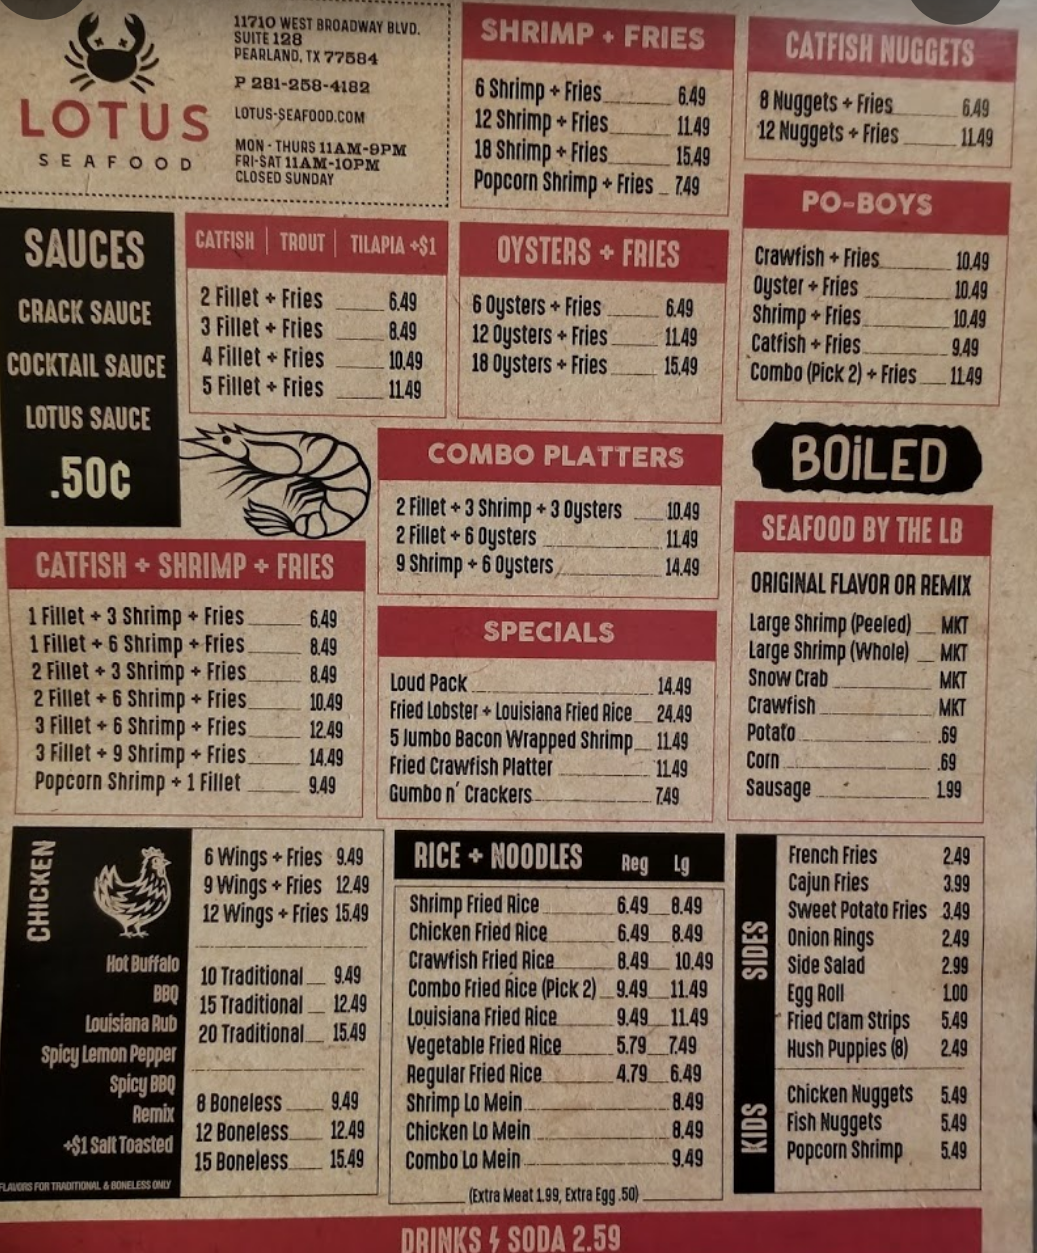 LOTUS
SEAFOOD
11710 WEST BROADWAY BLVD.
SUITE 128
PEARLAND, TX 77584
P 281-258-4182
LOTUS-SEAFOOD.COM
MON - THURS 11AM-9PM
FRI-SAT 11AM-10PM
CLOSED SUNDAY
SHRIMP + FRIES
6 Shrimp + Fries 6.49
12 Shrimp + Fries 11.49
18 Shrimp + Fries 15.49
Popcorn Shrimp + Fries 7.49
CATFISH NUGGETS
8 Nuggets + Fries 6.49
12 Nuggets + Fries 11.49
PO-BOYS
Crawfish + Fries 10.49
Oyster + Fries 10.49
Shrimp + Fries 10.49
Catfish + Fries 9.49
Combo (Pick 2) + Fries 11.49
SAUCES
CRACK SAUCE
COCKTAIL SAUCE
LOTUS SAUCE
.50¢
CATFISH | TROUT | TILAPIA +$1
2 Fillet + Fries 6.49
3 Fillet + Fries 8.49
4 Fillet + Fries 10.49
5 Fillet + Fries 11.49
OYSTERS + FRIES
6 Oysters + Fries 6.49
12 Oysters + Fries 11.49
18 Oysters + Fries 15.49
COMBO PLATTERS
2 Fillet + 3 Shrimp + 3 Oysters 10.49
2 Fillet + 6 Oysters 11.49
9 Shrimp + 6 Oysters 14.49
BOiLED
SEAFOOD BY THE LB
ORIGINAL FLAVOR OR REMIX
Large Shrimp (Peeled) MKT
Large Shrimp (Whole) MKT
Snow Crab MKT
Crawfish MKT
Potato .69
Corn .69
Sausage 1.99
CATFISH + SHRIMP + FRIES
1 Fillet + 3 Shrimp + Fries 6.49
1 Fillet + 6 Shrimp + Fries 8.49
2 Fillet + 3 Shrimp + Fries 8.49
2 Fillet + 6 Shrimp + Fries 10.49
3 Fillet + 6 Shrimp + Fries 12.49
3 Fillet + 9 Shrimp + Fries 14.49
Popcorn Shrimp + 1 Fillet 9.49
SPECIALS
Loud Pack 14.49
Fried Lobster + Louisiana Fried Rice 24.49
5 Jumbo Bacon Wrapped Shrimp 11.49
Fried Crawfish Platter 11.49
Gumbo n' Crackers 7.49
CHICKEN
Hot Buffalo
BBQ
Louisiana Rub
Spicy Lemon Pepper
Spicy BBQ
Remix
+$1 Salt Toasted
FLAVORS FOR TRADITIONAL & BONELESS ONLY
6 Wings + Fries 9.49
9 Wings + Fries 12.49
12 Wings + Fries 15.49
10 Traditional 9.49
15 Traditional 12.49
20 Traditional 15.49
8 Boneless 9.49
12 Boneless 12.49
15 Boneless 15.49
RICE + NOODLES Reg Lg
Shrimp Fried Rice 6.49 8.49
Chicken Fried Rice 6.49 8.49
Crawfish Fried Rice 8.49 10.49
Combo Fried Rice (Pick 2) 9.49 11.49
Louisiana Fried Rice 9.49 11.49
Vegetable Fried Rice 5.79 7.49
Regular Fried Rice 4.79 6.49
Shrimp Lo Mein 8.49
Chicken Lo Mein 8.49
Combo Lo Mein 9.49
(Extra Meat 1.99, Extra Egg .50)
SIDES
French Fries 2.49
Cajun Fries 3.99
Sweet Potato Fries 3.49
Onion Rings 2.49
Side Salad 2.99
Egg Roll 1.00
Fried Clam Strips 5.49
Hush Puppies (8) 2.49
KIDS
Chicken Nuggets 5.49
Fish Nuggets 5.49
Popcorn Shrimp 5.49
DRINKS SODA 2.59